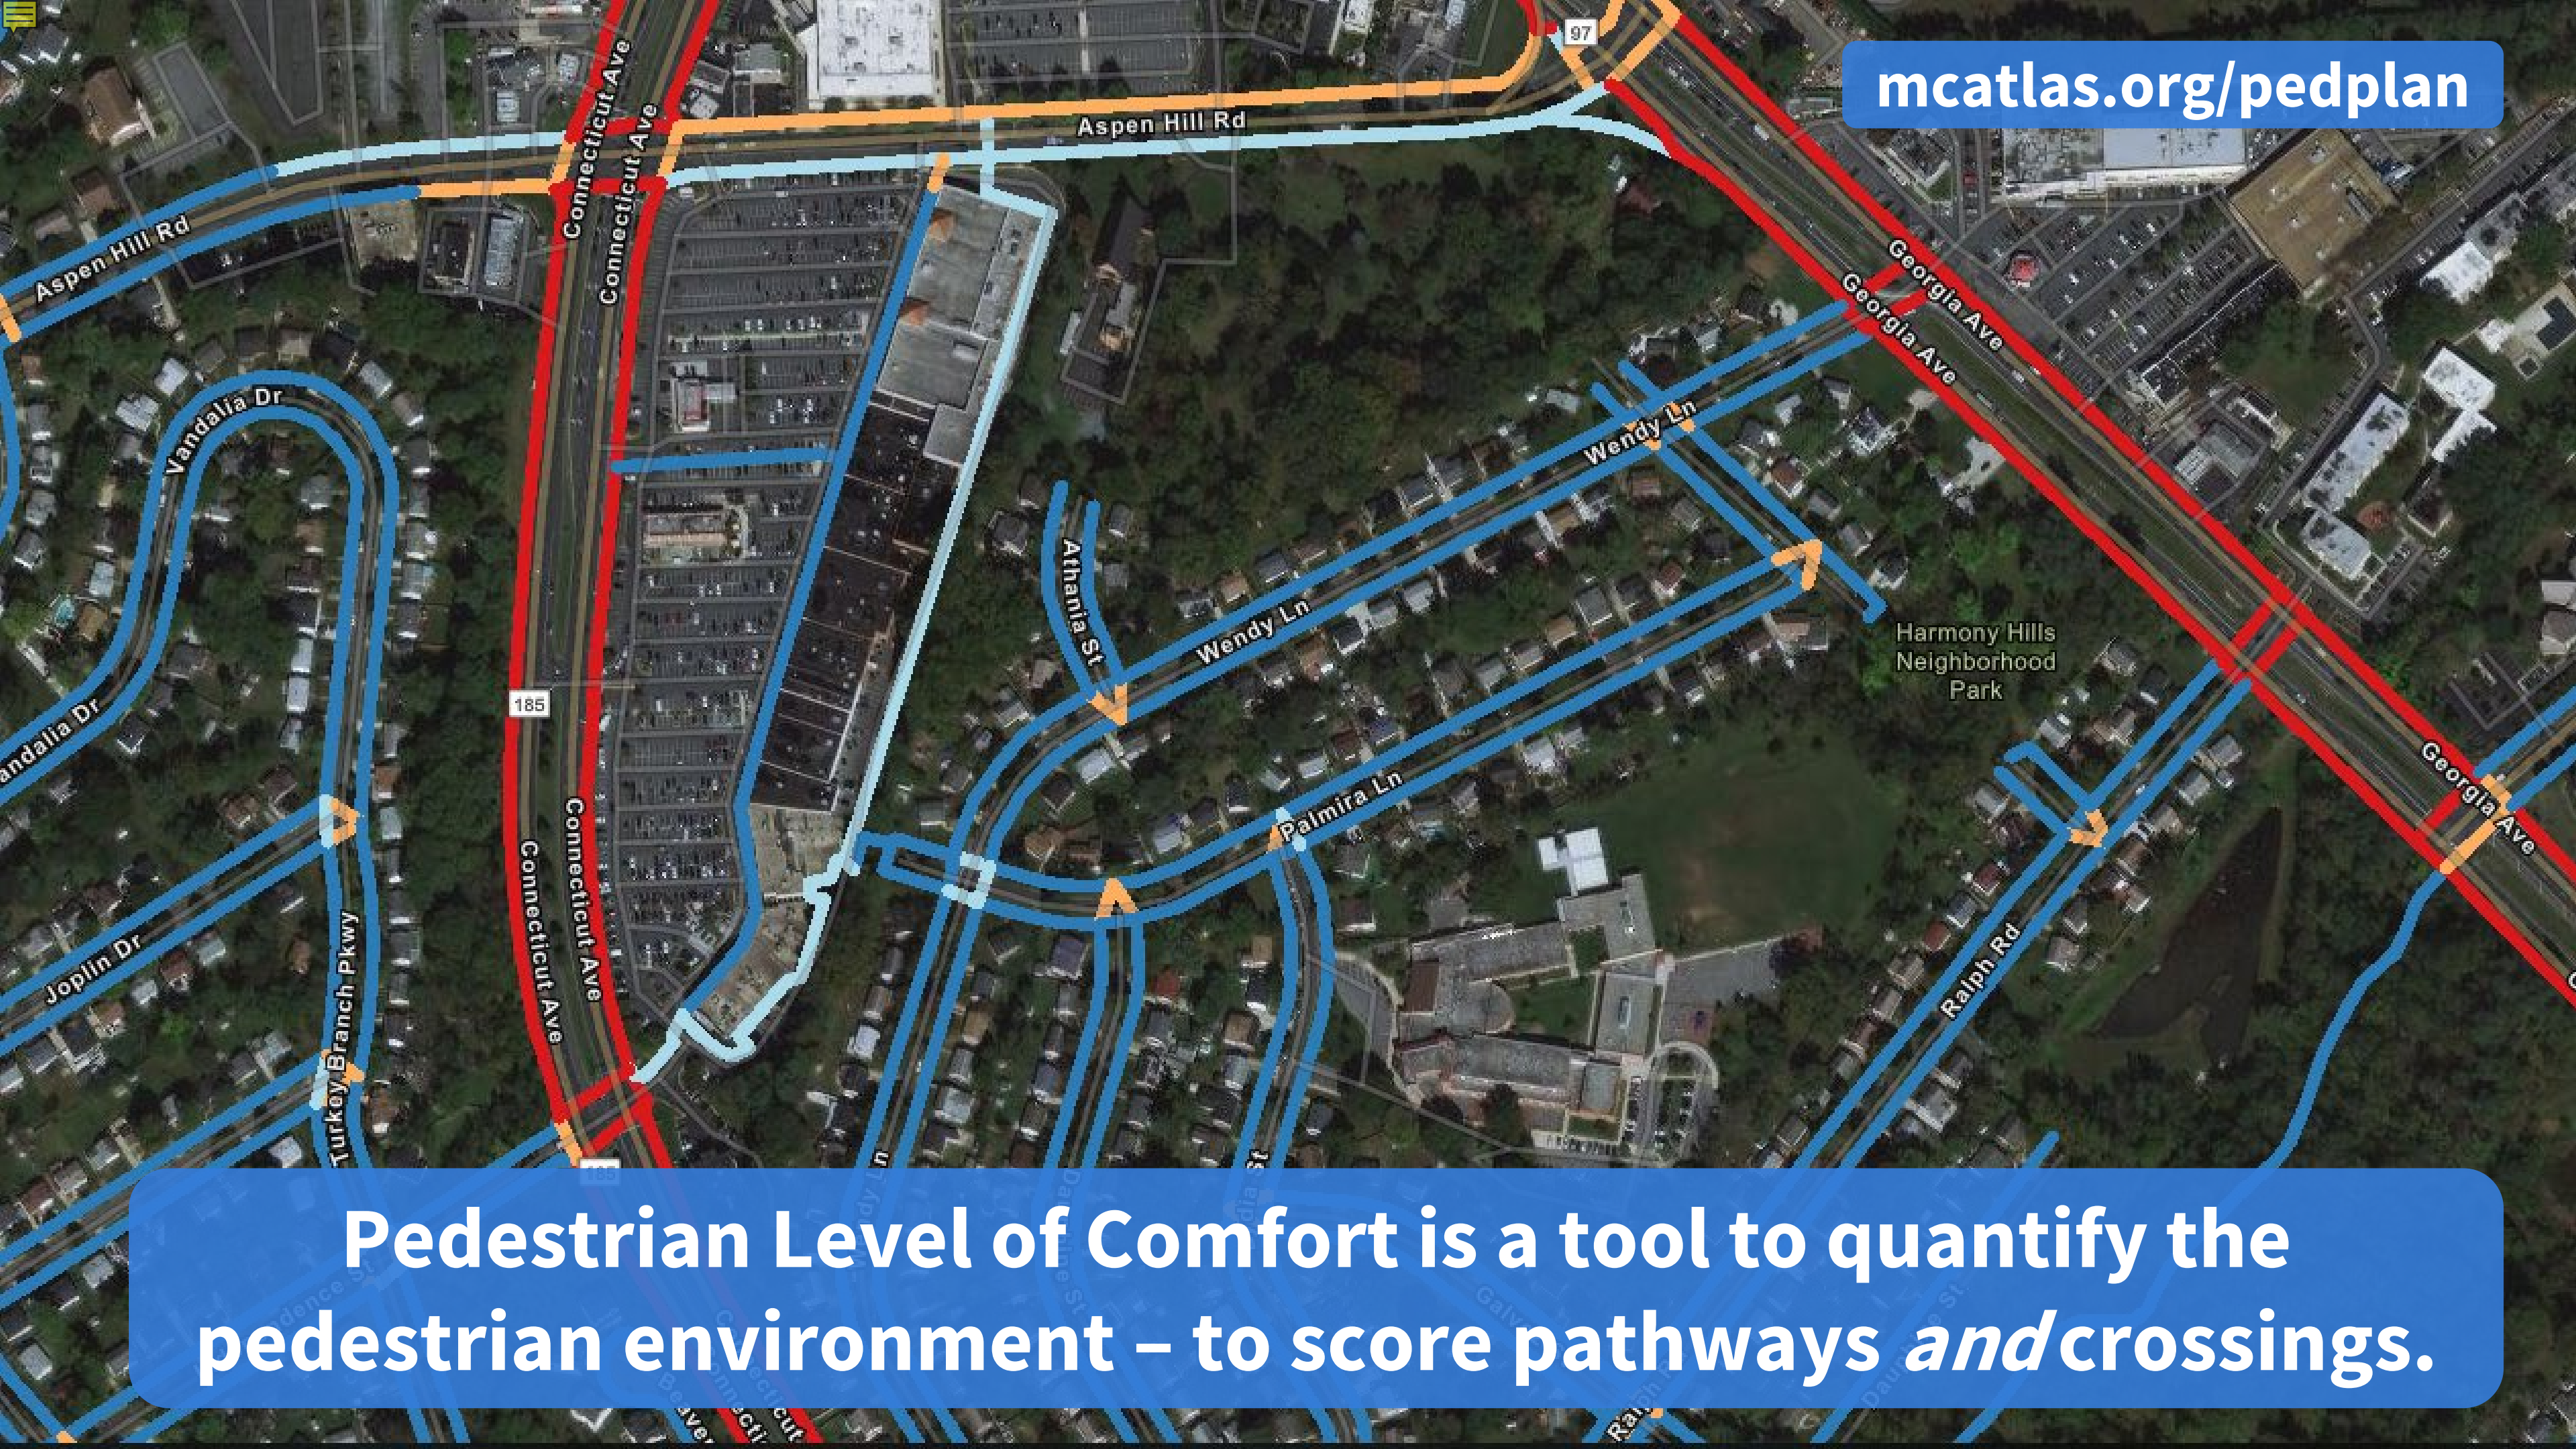 97
mcatlas.org/pedplan
Connecticut Ave
Connecticut Ave
Aspen Hill Rd
Aspen Hill Rd
Georgia Ave
Georgia Ave
Vandalia Dr
Wendy Ln
Athania St
Wendy Ln
Harmony Hills
Neighborhood
Park
185
andalia Dr
Palmira Ln
Georgia Ave
Connecticut Ave
Connecticut Ave
Joplin Dr
Turkey Branch Pkwy
Ralph Rd
185
Pedestrian Level of Comfort is a tool to quantify the
pedestrian environment – to score pathways and crossings.